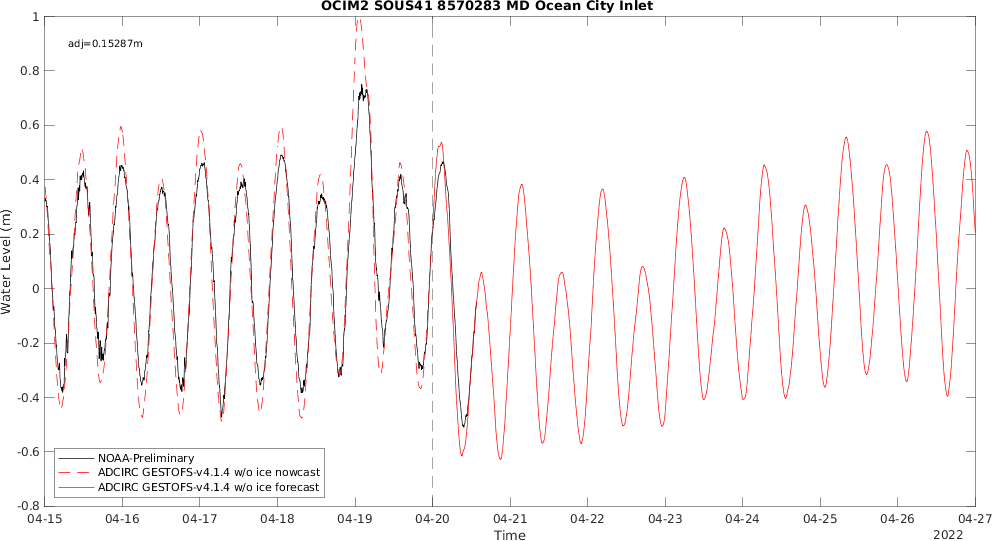 OCIM2 SOUS41 8570283 MD Ocean City Inlet
adj=0.15287m
Water Level (m)
1
0.8
0.6
0.4
0.2
0
-0.2
-0.4
-0.6
-0.8
NOAA-Preliminary
ADCIRC GESTOFS-v4.1.4 w/o ice nowcast
ADCIRC GESTOFS-v4.1.4 w/o ice forecast
04-15 04-16 04-17 04-18 04-19 04-20 04-21 04-22 04-23 04-24 04-25 04-26 04-27
Time
2022